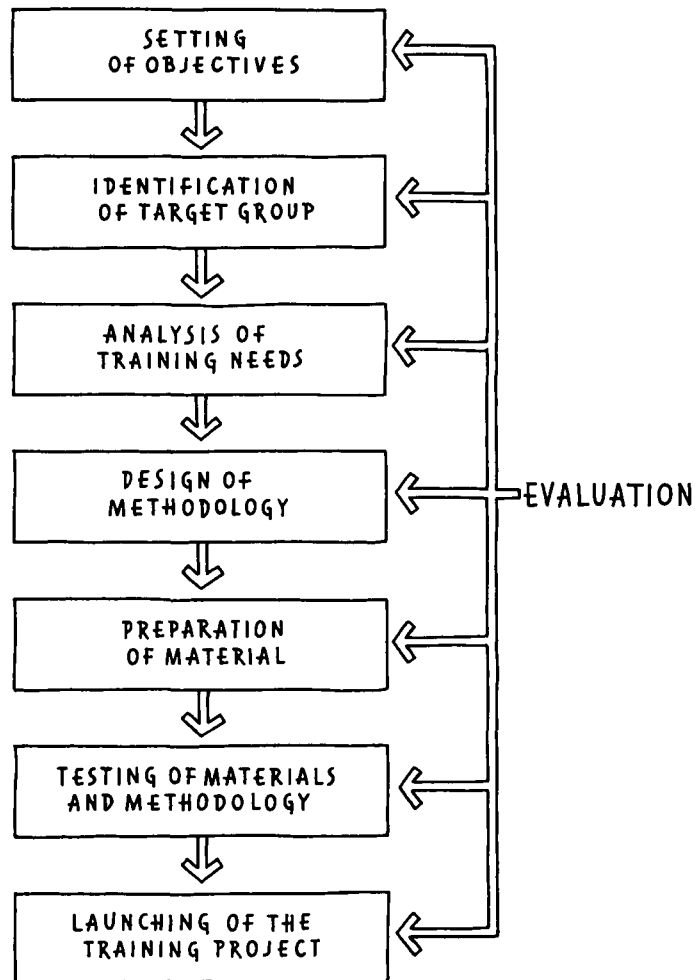 SETTING
OF OBJECTIVES
IDENTIFICATION
OF TARGET GROUP
ANALYSIS OF
TRAINING NEEDS
DESIGN OF
METHODOLOGY
EVALUATION
PREPARATION
OF MATERIAL
TESTING OF MATERIALS
AND METHODOLOGY
LAUNCHING OF THE
TRAINING PROJECT